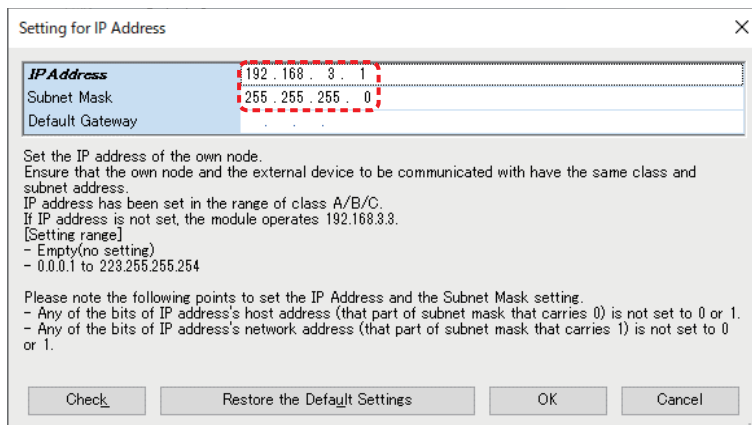 Setting for IP Address
IP Address 192 . 168 . 3 . 1
Subnet Mask 255 . 255 . 255 . 0
Default Gateway . . .
Set the IP address of the own node.
Ensure that the own node and the external device to be communicated with have the same class and
subnet address.
IP address has been set in the range of class A/B/C.
If IP address is not set, the module operates 192.168.3.3.
[Setting range]
- Empty(no setting)
- 0.0.0.1 to 223.255.255.254
Please note the following points to set the IP Address and the Subnet Mask setting.
- Any of the bits of IP address's host address (that part of subnet mask that carries 0) is not set to 0 or 1.
- Any of the bits of IP address's network address (that part of subnet mask that carries 1) is not set to 0
or 1.
Check Restore the Default Settings OK Cancel